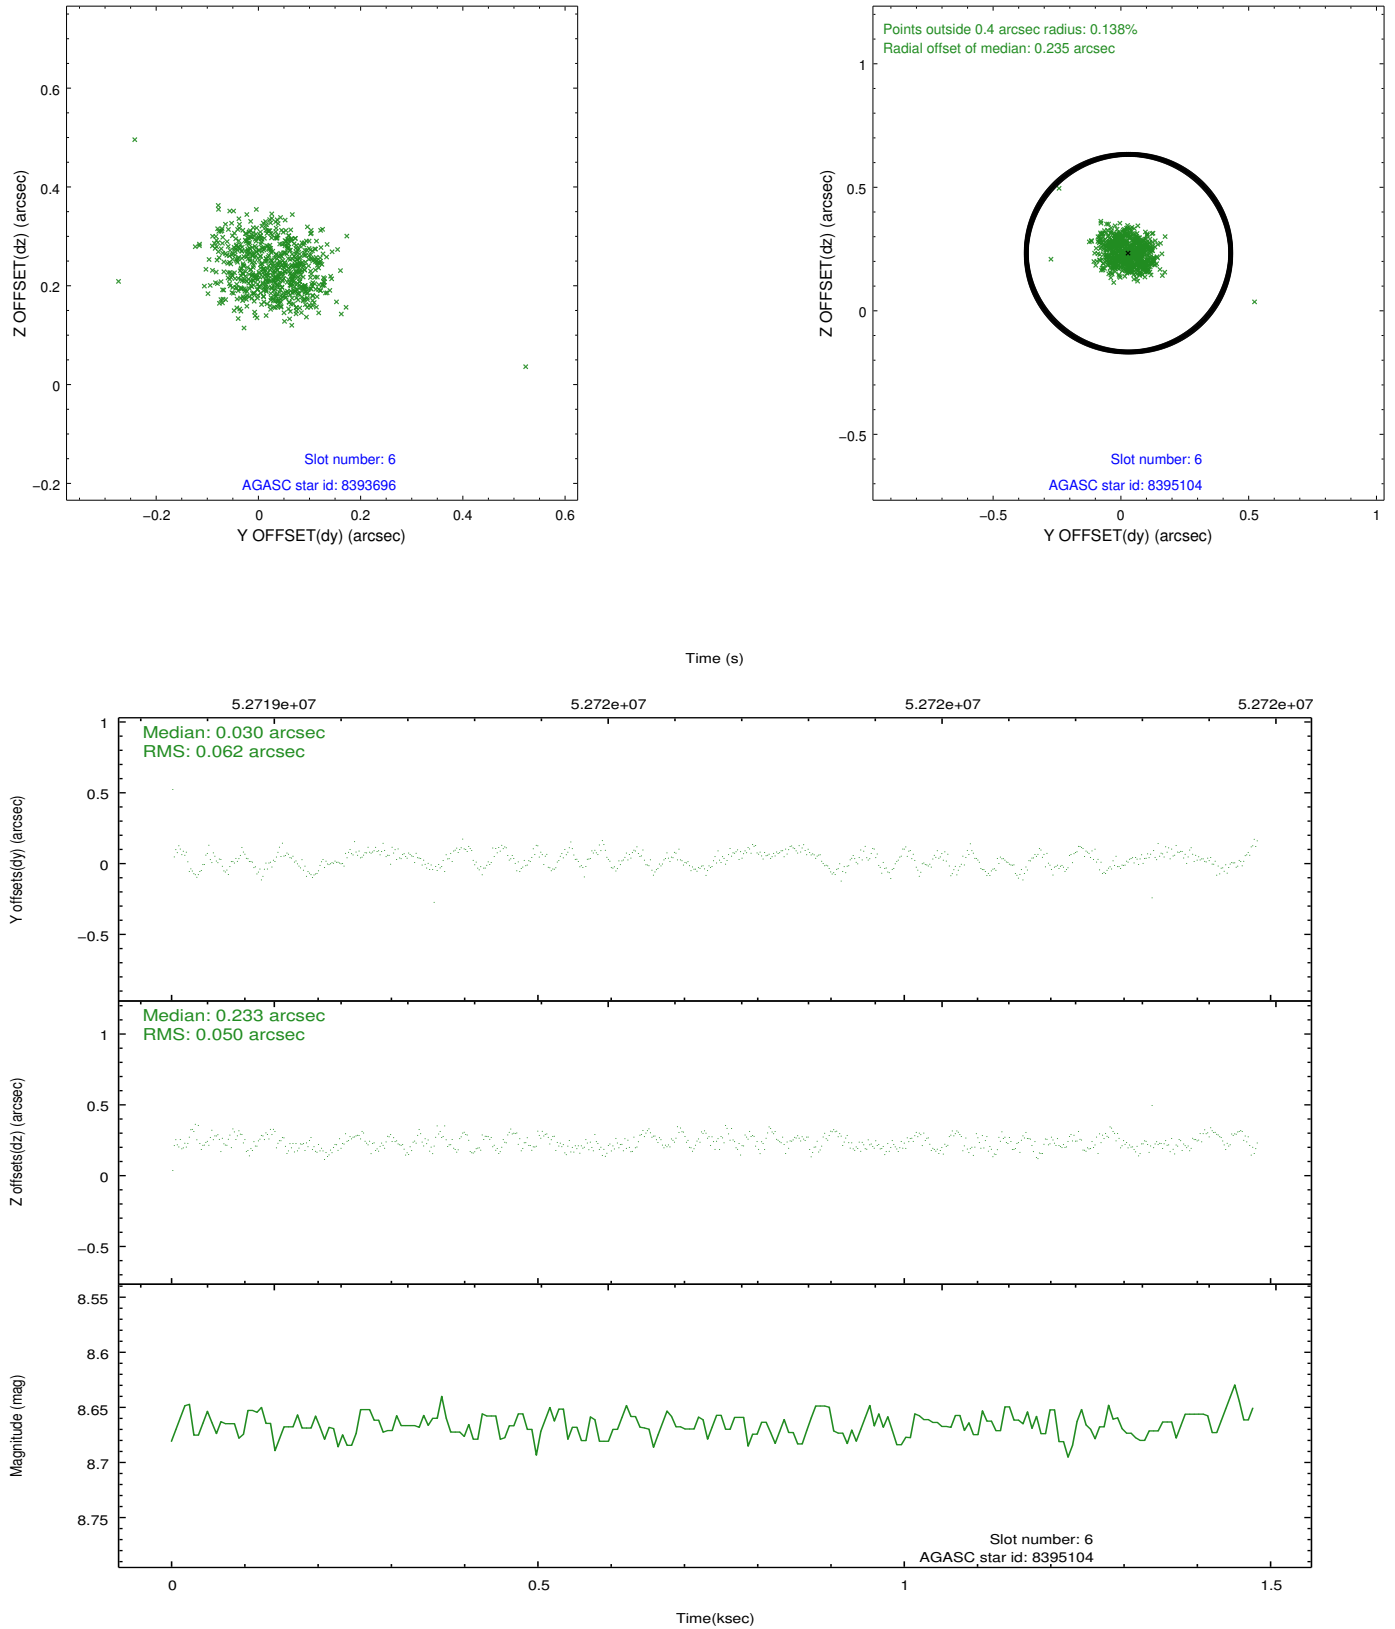 0.6
0.4
0.2
0
−0.2
Z OFFSET(dz) (arcsec)
Slot number: 6
AGASC star id: 8393696
−0.2 0 0.2 0.4 0.6
Y OFFSET(dy) (arcsec)
Points outside 0.4 arcsec radius: 0.138%
Radial offset of median: 0.235 arcsec
1
0.5
0
−0.5
Z OFFSET(dz) (arcsec)
Slot number: 6
AGASC star id: 8395104
−0.5 0 0.5 1
Y OFFSET(dy) (arcsec)
Time (s)
5.2719e+07 5.272e+07 5.272e+07 5.272e+07
Median: 0.030 arcsec
RMS: 0.062 arcsec
1
0.5
0
−0.5
Y offsets(dy) (arcsec)
Median: 0.233 arcsec
RMS: 0.050 arcsec
1
0.5
0
−0.5
Z offsets(dz) (arcsec)
8.55
8.6
8.65
8.7
8.75
Magnitude (mag)
Slot number: 6
AGASC star id: 8395104
0 0.5 1 1.5
Time(ksec)